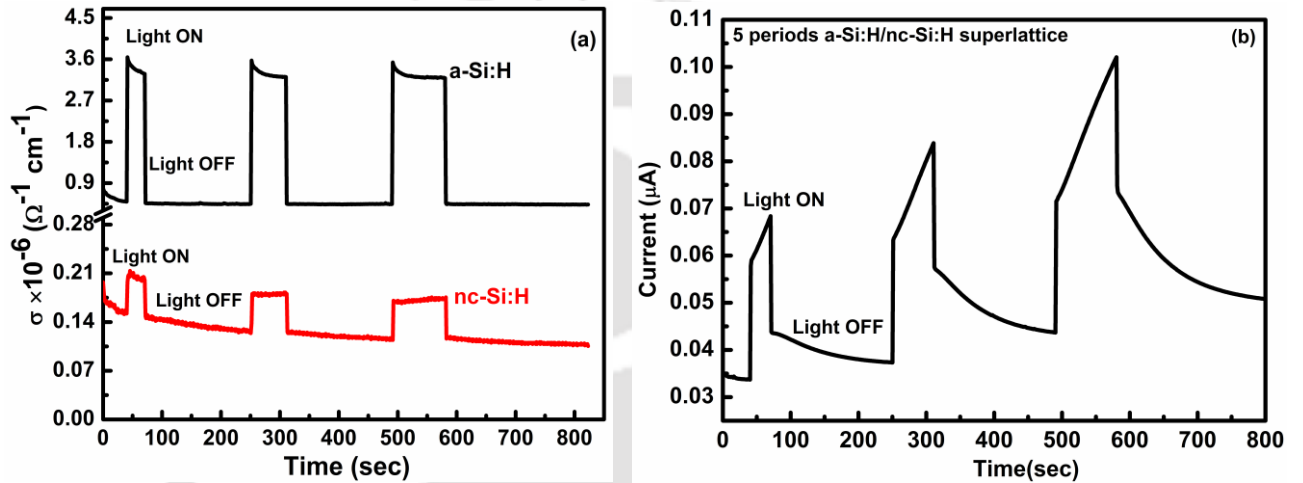 (a)
Light ON
a-Si:H
Light OFF
Light ON
Light OFF
nc-Si:H
σ ×10⁻⁶ (Ω⁻¹ cm⁻¹)
4.5
3.6
2.7
1.8
0.9
0.28
0.21
0.14
0.07
0.00
0 100 200 300 400 500 600 700 800
Time (sec)
5 periods a-Si:H/nc-Si:H superlattice (b)
Light ON
Light OFF
Current (μA)
0.11
0.10
0.09
0.08
0.07
0.06
0.05
0.04
0.03
0 100 200 300 400 500 600 700 800
Time(sec)